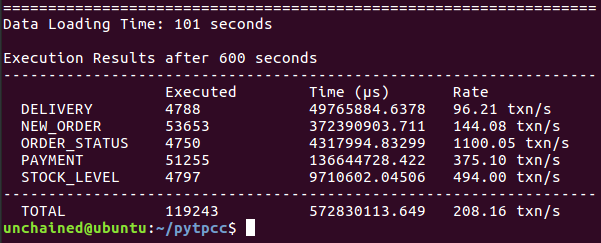 ==================================================================
Data Loading Time: 101 seconds
Execution Results after 600 seconds
------------------------------------------------------------------
Executed Time (µs) Rate
DELIVERY 4788 49765884.6378 96.21 txn/s
NEW_ORDER 53653 372390903.711 144.08 txn/s
ORDER_STATUS 4750 4317994.83299 1100.05 txn/s
PAYMENT 51255 136644728.422 375.10 txn/s
STOCK_LEVEL 4797 9710602.04506 494.00 txn/s
------------------------------------------------------------------
TOTAL 119243 572830113.649 208.16 txn/s
unchained@ubuntu:~/pytpcc$